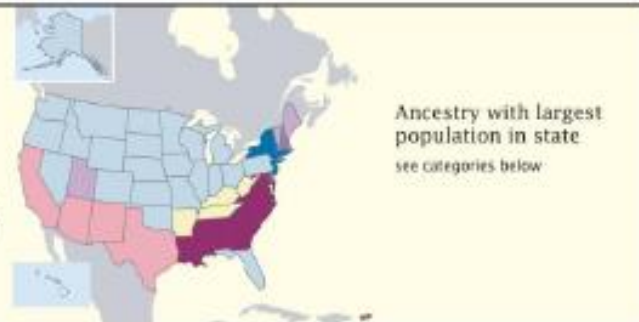 Ancestry with largest
population in state
see categories below